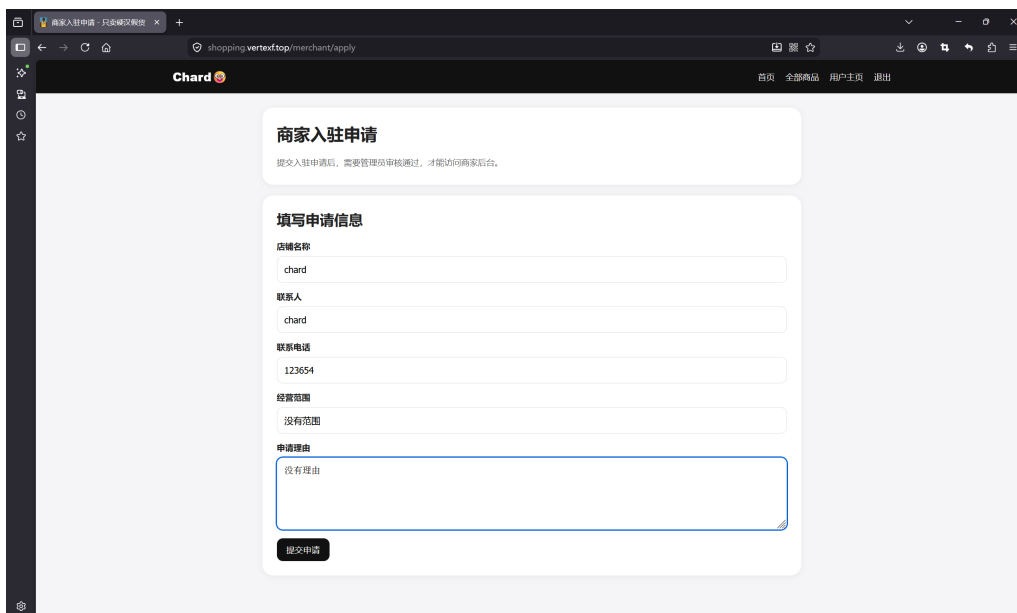 商家入驻申请 - 只卖硬汉假货
shopping.vertexf.top/merchant/apply
Chard
首页 全部商品 用户主页 退出
商家入驻申请
提交入驻申请后，需要管理员审核通过，才能访问商家后台。
填写申请信息
店铺名称
chard
联系人
chard
联系电话
123654
经营范围
没有范围
申请理由
没有理由
提交申请